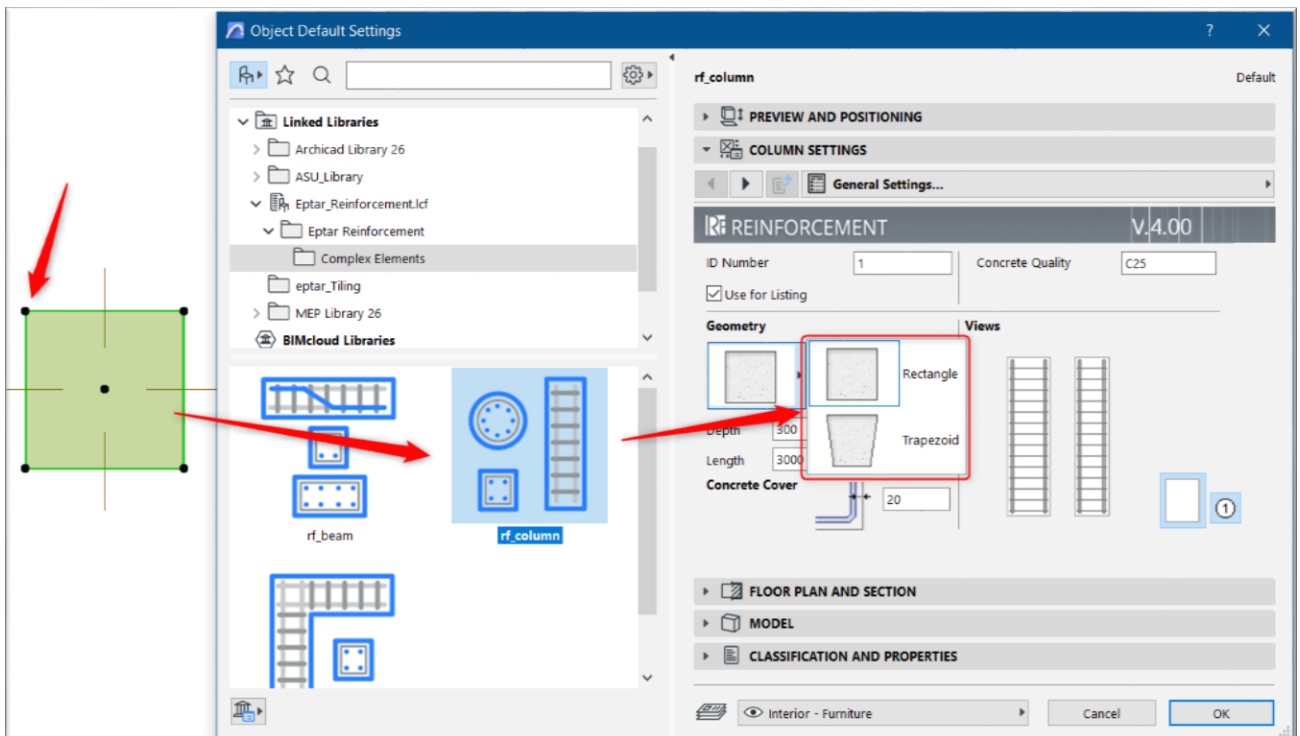 Object Default Settings
?
rf_column
Default
PREVIEW AND POSITIONING
Linked Libraries
Archicad Library 26
ASU_Library
Eptar_Reinforcement.lcf
Eptar Reinforcement
Complex Elements
eptar_Tiling
MEP Library 26
BIMcloud Libraries
rf_beam
rf_column
COLUMN SETTINGS
General Settings...
REINFORCEMENT
V.4.00
ID Number
1
Concrete Quality
C25
Use for Listing
Geometry
Views
Rectangle
Trapezoid
Depth
300
Length
3000
Concrete Cover
20
1
FLOOR PLAN AND SECTION
MODEL
CLASSIFICATION AND PROPERTIES
Interior - Furniture
Cancel
OK